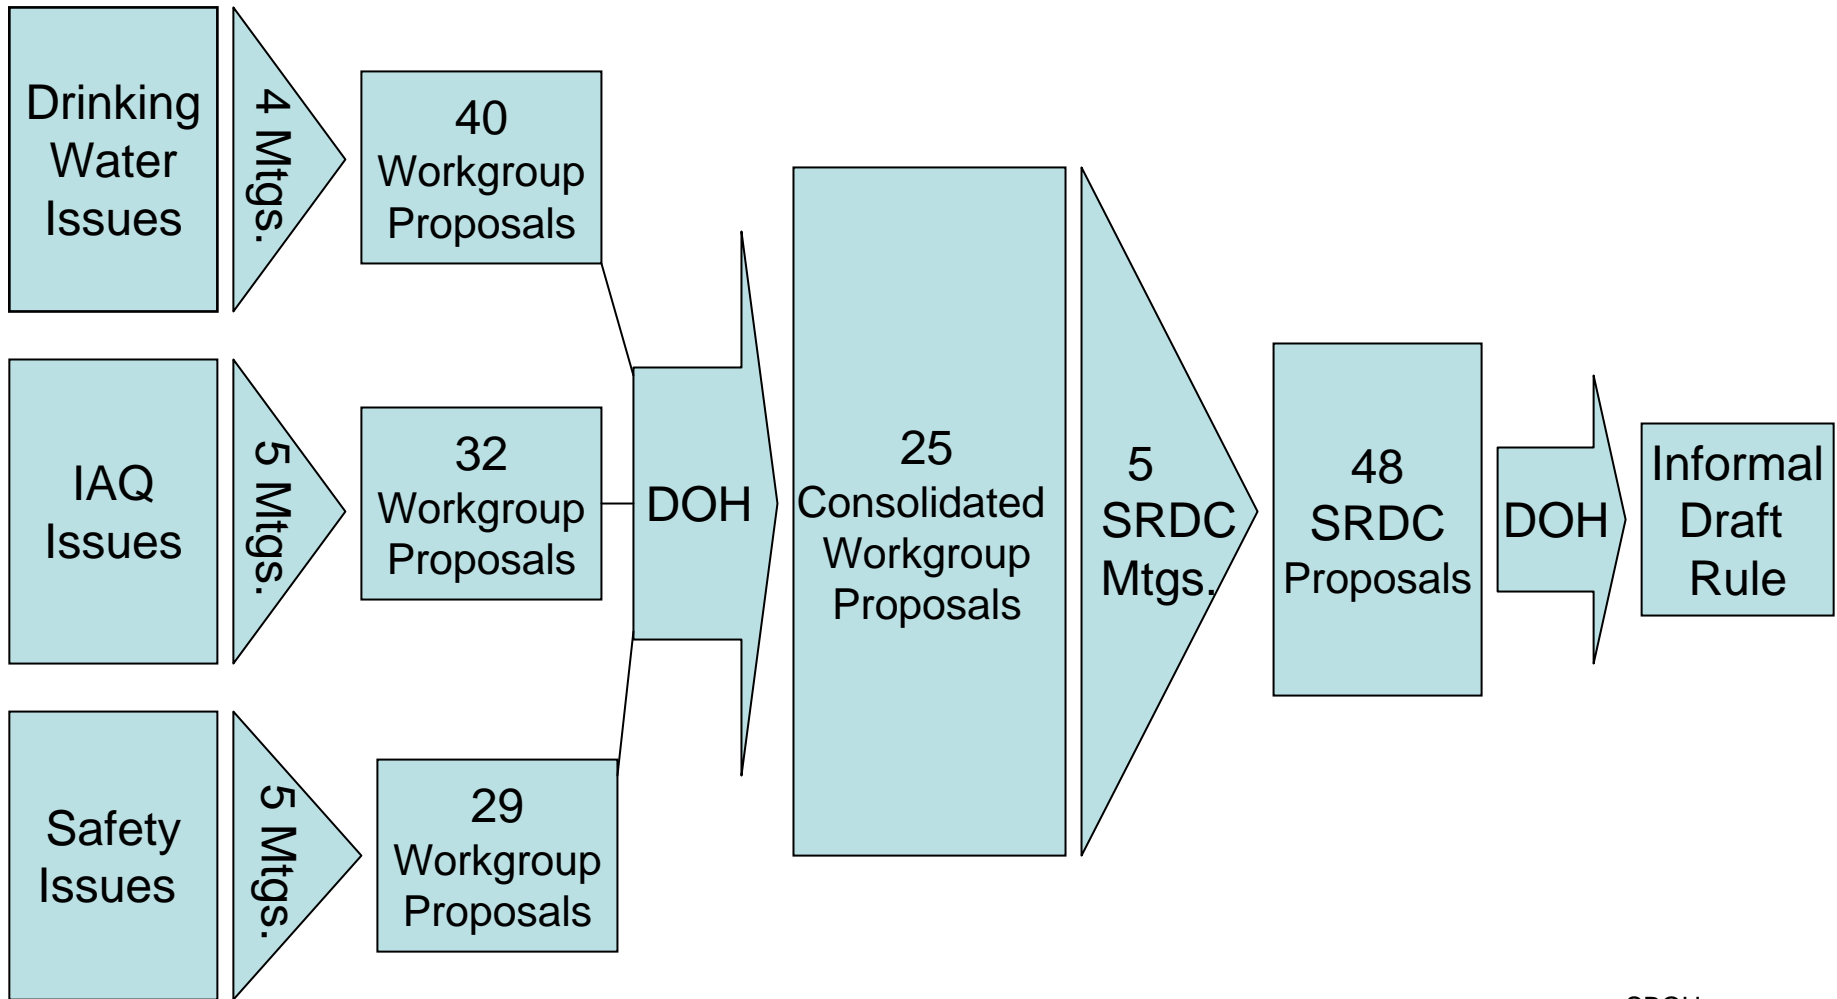 Drinking
Water
Issues
4 Mtgs.
40
Workgroup
Proposals
IAQ
Issues
5 Mtgs.
32
Workgroup
Proposals
Safety
Issues
5 Mtgs.
29
Workgroup
Proposals
DOH
25
Consolidated
Workgroup
Proposals
5
SRDC
Mtgs.
48
SRDC
Proposals
DOH
Informal
Draft
Rule